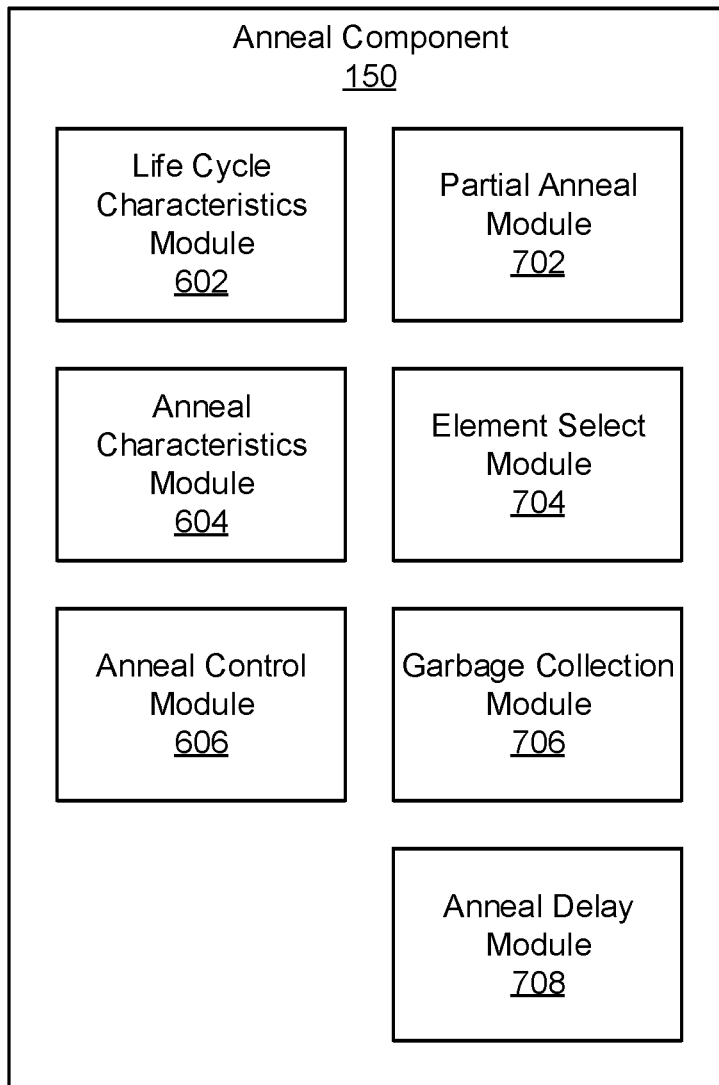 Anneal Component
150
Life Cycle
Characteristics
Module
602
Partial Anneal
Module
702
Anneal
Characteristics
Module
604
Element Select
Module
704
Anneal Control
Module
606
Garbage Collection
Module
706
Anneal Delay
Module
708